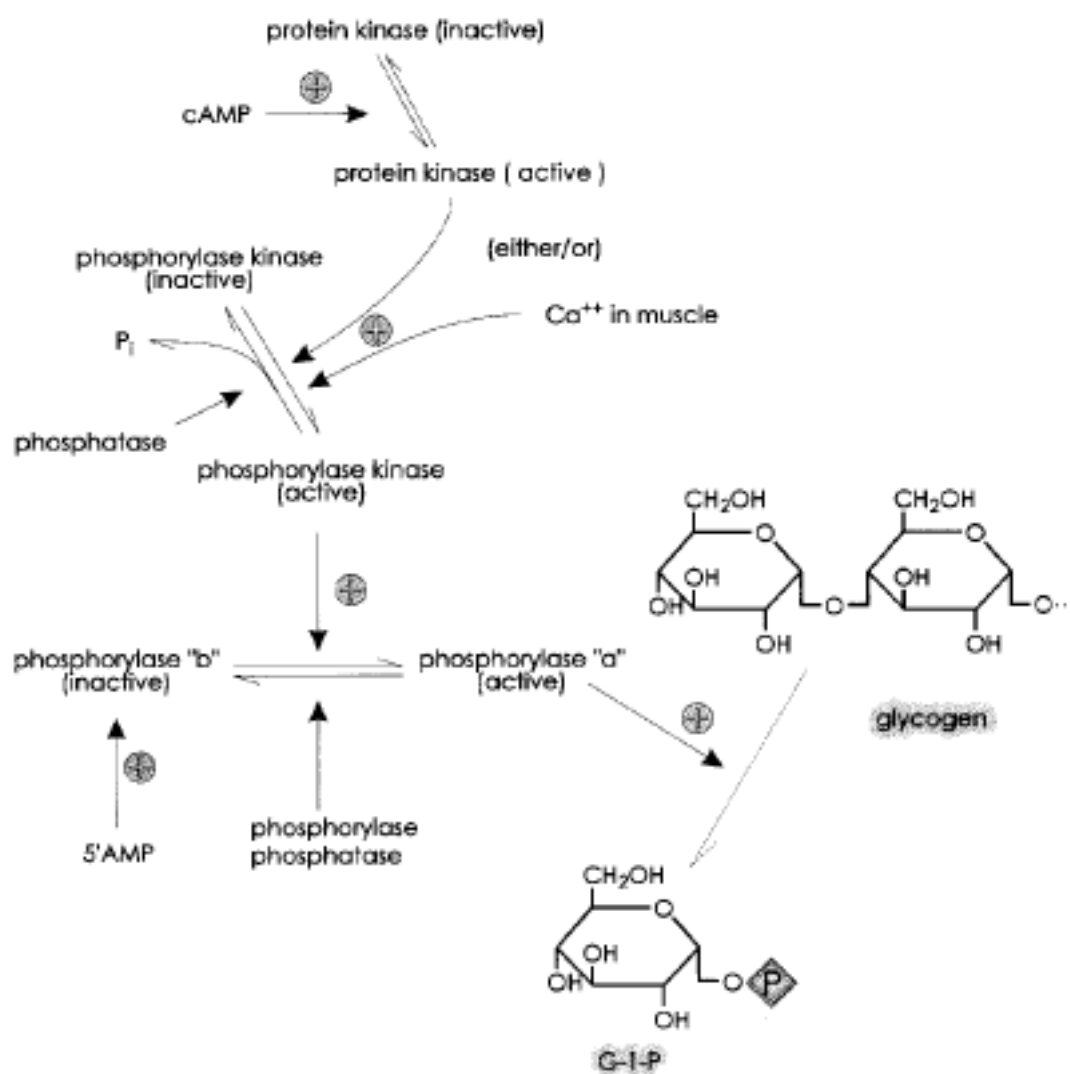 protein kinase (inactive)
cAMP
protein kinase ( active )
(either/or)
phosphorylase kinase
(inactive)
Ca++ in muscle
Pi
phosphatase
phosphorylase kinase
(active)
CH2OH
CH2OH
O
O
OH
OH
OH
O
O..
OH
OH
phosphorylase "b"
(inactive)
phosphorylase "a"
(active)
glycogen
5'AMP
phosphorylase
phosphatase
CH2OH
O
OH
OH
O
P
OH
G-1-P